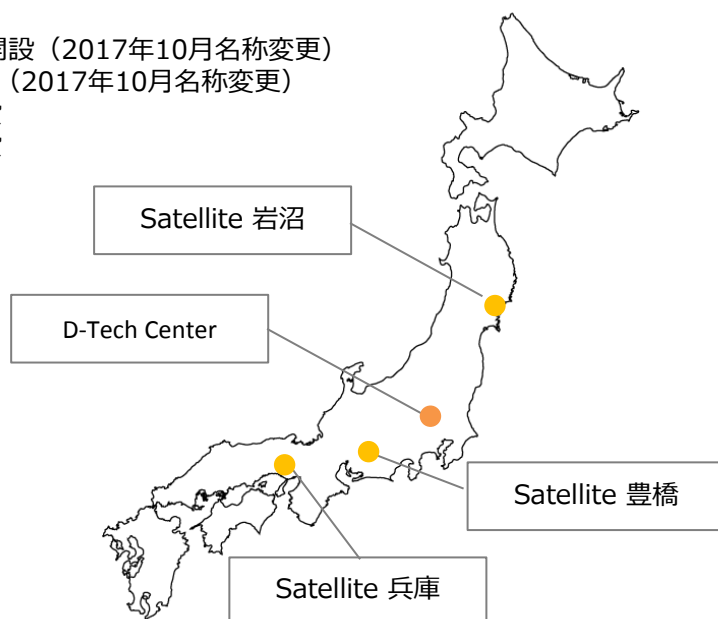 開設（2017年10月名称変更）
（2017年10月名称変更）
Satellite 岩沼
D-Tech Center
Satellite 豊橋
Satellite 兵庫